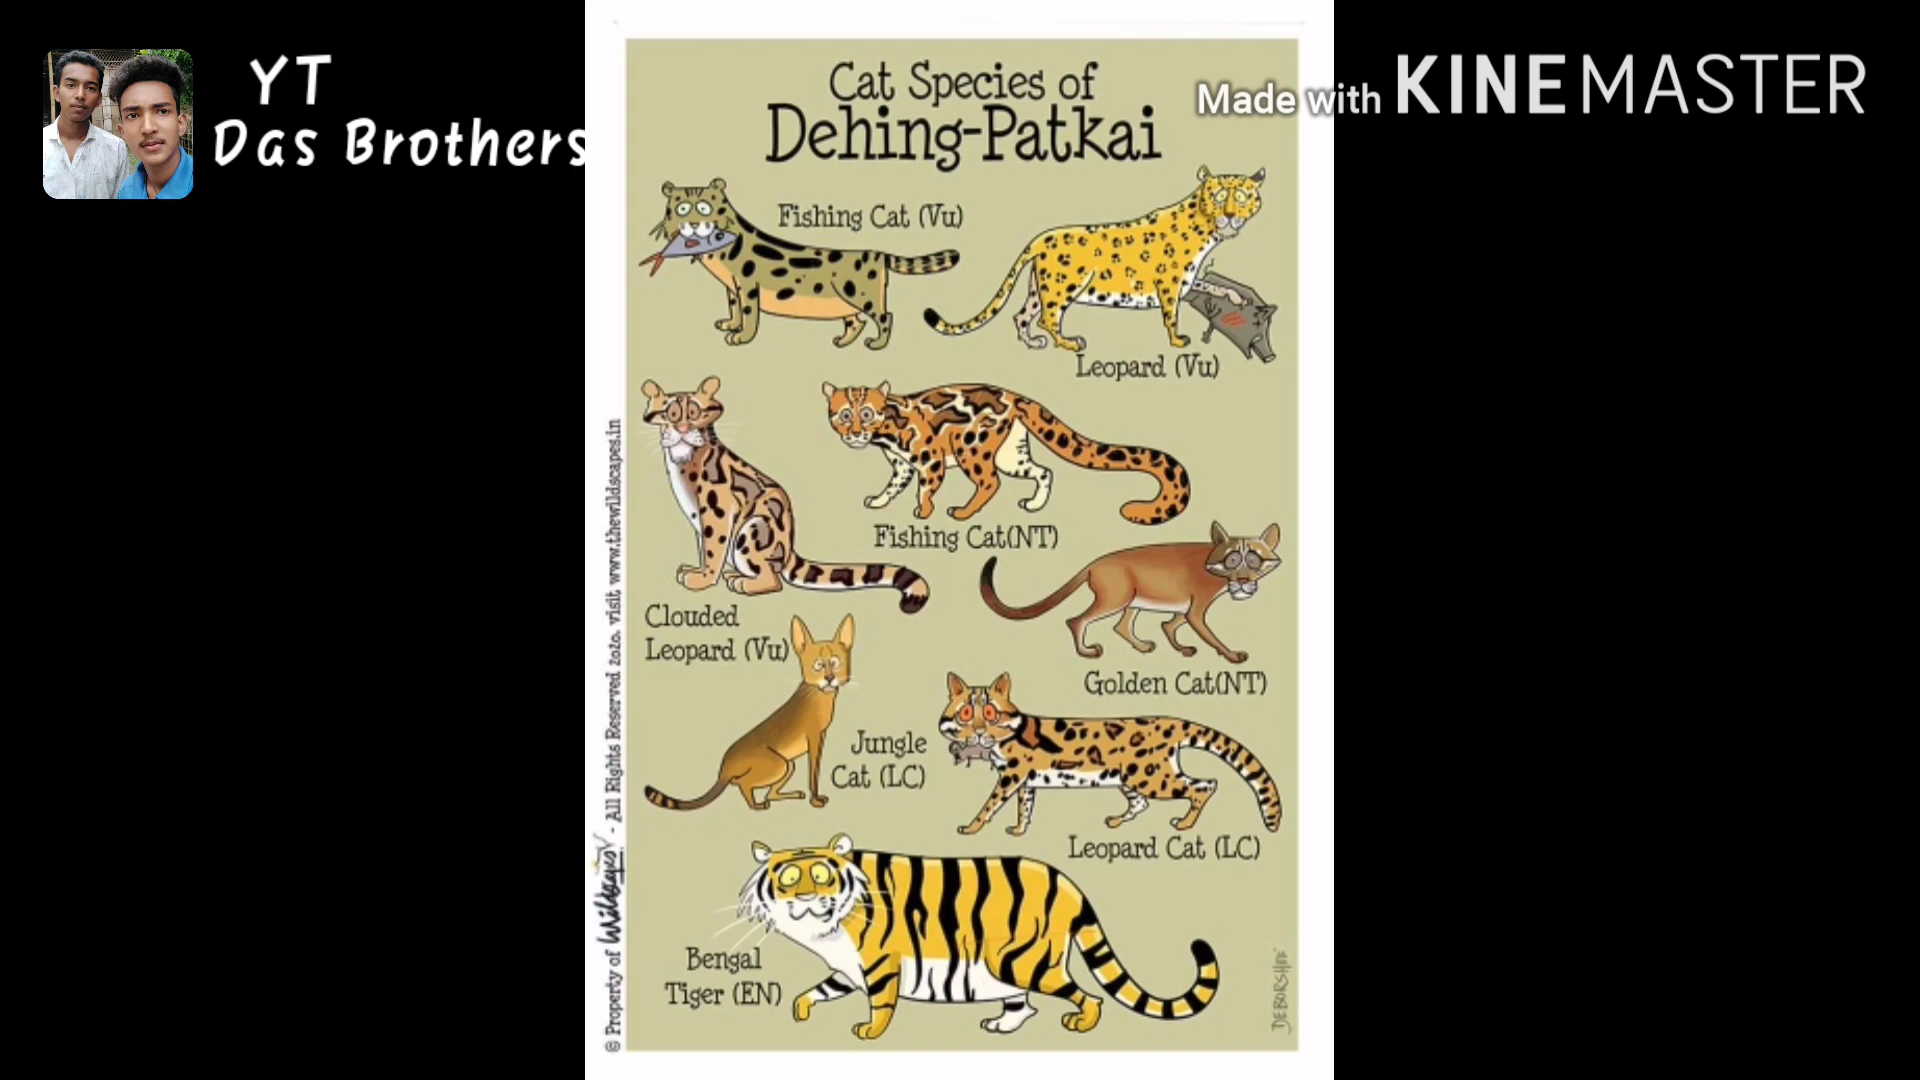 YT
Das Brothers
Made with KINEMASTER
Cat Species of
Dehing-Patkai
Fishing Cat (Vu)
Leopard (Vu)
Fishing Cat(NT)
Clouded
Leopard (Vu)
Golden Cat(NT)
Jungle
Cat (LC)
Leopard Cat (LC)
Bengal
Tiger (EN)
© Property of Wildscapes - All Rights Reserved 2020. visit www.thewildscapes.in
DEBORSHEE